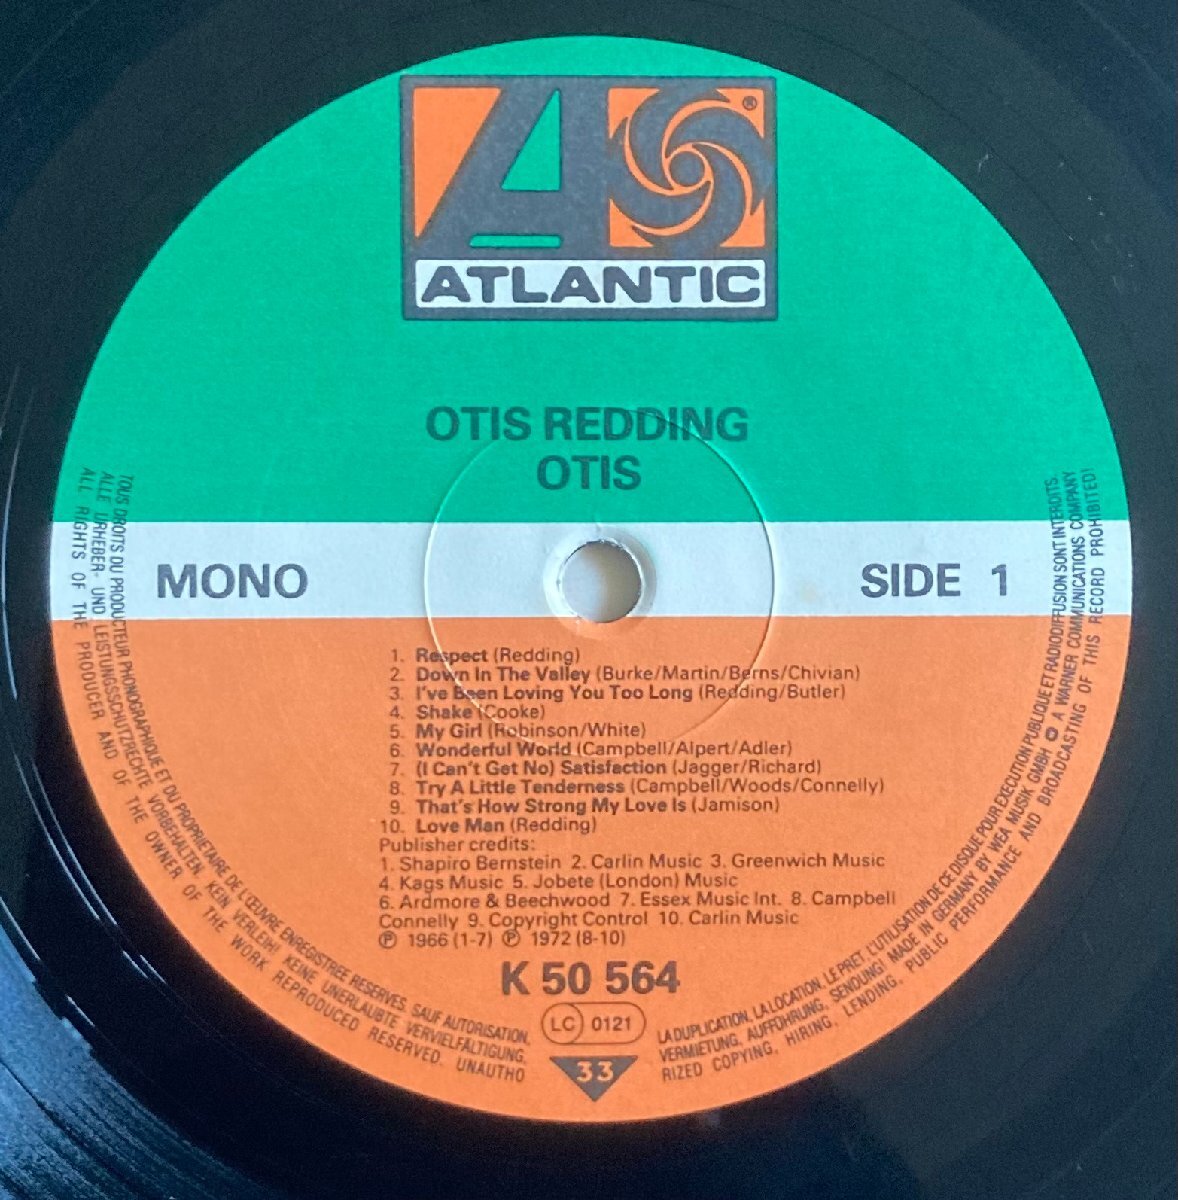 ®
ATLANTIC
OTIS REDDING
OTIS
MONO
SIDE 1
1. Respect (Redding)
2. Down In The Valley (Burke/Martin/Berns/Chivian)
3. I've Been Loving You Too Long (Redding/Butler)
4. Shake (Cooke)
5. My Girl (Robinson/White)
6. Wonderful World (Campbell/Alpert/Adler)
7. (I Can't Get No) Satisfaction (Jagger/Richard)
8. Try A Little Tenderness (Campbell/Woods/Connelly)
9. That's How Strong My Love Is (Jamison)
10. Love Man (Redding)
Publisher credits:
1. Shapiro Bernstein 2. Carlin Music 3. Greenwich Music
4. Kags Music 5. Jobete (London) Music
6. Ardmore & Beechwood 7. Essex Music Int. 8. Campbell
Connelly 9. Copyright Control 10. Carlin Music
℗ 1966 (1-7) ℗ 1972 (8-10)
K 50 564
LC 0121
33
TOUS DROITS DU PRODUCTEUR PHONOGRAPHIQUE ET DU PROPRIETAIRE DE L'ŒUVRE ENREGISTREE RESERVES. SAUF AUTORISATION, LA DUPLICATION, LA LOCATION, LE PRET, L'UTILISATION DE CE DISQUE POUR EXECUTION PUBLIQUE ET RADIODIFFUSION SONT INTERDITS.
ALLE URHEBER- UND LEISTUNGSSCHUTZRECHTE VORBEHALTEN. KEIN VERLEIH! KEINE UNERLAUBTE VERVIELFÄLTIGUNG, VERMIETUNG, AUFFÜHRUNG, SENDUNG! MADE IN GERMANY BY WEA MUSIK GMBH A WARNER COMMUNICATIONS COMPANY
ALL RIGHTS OF THE PRODUCER AND OF THE OWNER OF THE WORK REPRODUCED RESERVED. UNAUTHORIZED COPYING, HIRING, LENDING, PUBLIC PERFORMANCE AND BROADCASTING OF THIS RECORD PROHIBITED!